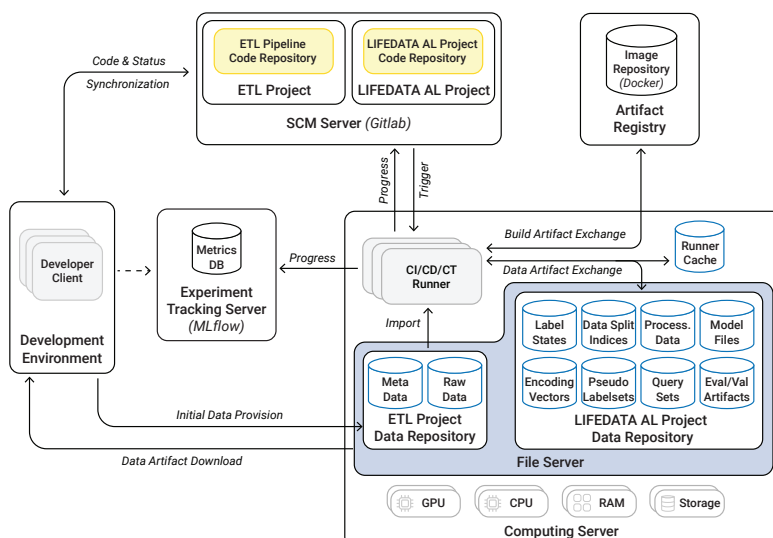 Code & Status
Synchronization
ETL Pipeline
Code Repository
ETL Project
LIFEDATA AL Project
Code Repository
LIFEDATA AL Project
SCM Server (Gitlab)
Image
Repository
(Docker)
Artifact
Registry
Progress
Trigger
Developer
Client
Development
Environment
Metrics
DB
Experiment
Tracking Server
(MLflow)
Progress
CI/CD/CT
Runner
Build Artifact Exchange
Data Artifact Exchange
Runner
Cache
Import
Label
States
Data Split
Indices
Process.
Data
Model
Files
Encoding
Vectors
Pseudo
Labelsets
Query
Sets
Eval/Val
Artifacts
LIFEDATA AL Project
Data Repository
Meta
Data
Raw
Data
ETL Project
Data Repository
Initial Data Provision
Data Artifact Download
File Server
GPU
CPU
RAM
Storage
Computing Server